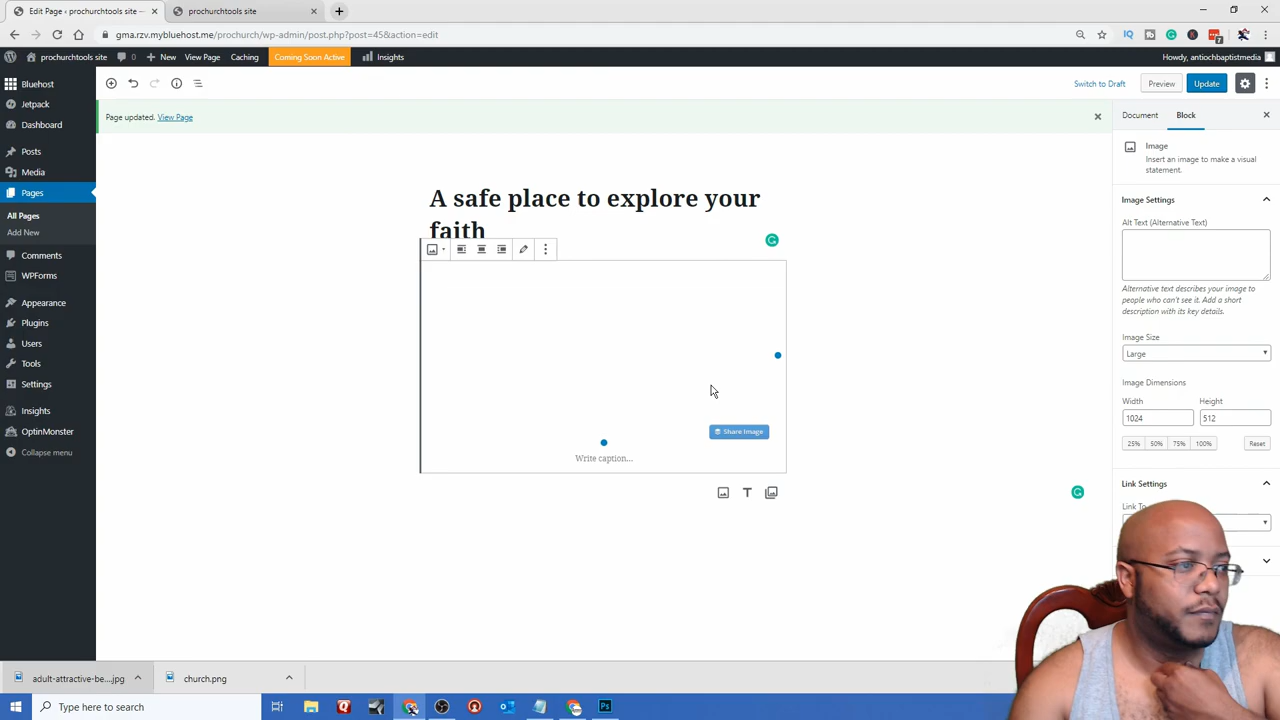 Edit Page ‹ prochurchtools site —
prochurchtools site
gma.rzv.mybluehost.me/prochurch/wp-admin/post.php?post=45&action=edit
prochurchtools site
0
New
View Page
Caching
Coming Soon Active
Insights
Howdy, antiochbaptistmedia
Bluehost
Jetpack
Dashboard
Posts
Media
Pages
All Pages
Add New
Comments
WPForms
Appearance
Plugins
Users
Tools
Settings
Insights
OptinMonster
Collapse menu
Switch to Draft
Preview
Update
Page updated. View Page
A safe place to explore your
faith
Share Image
Write caption...
Document
Block
Image
Insert an image to make a visual
statement.
Image Settings
Alt Text (Alternative Text)
Alternative text describes your image to
people who can't see it. Add a short
description with its key details.
Image Size
Large
Image Dimensions
Width
Height
1024
512
25%
50%
75%
100%
Reset
Link Settings
Link To
adult-attractive-be....jpg
church.png
Type here to search